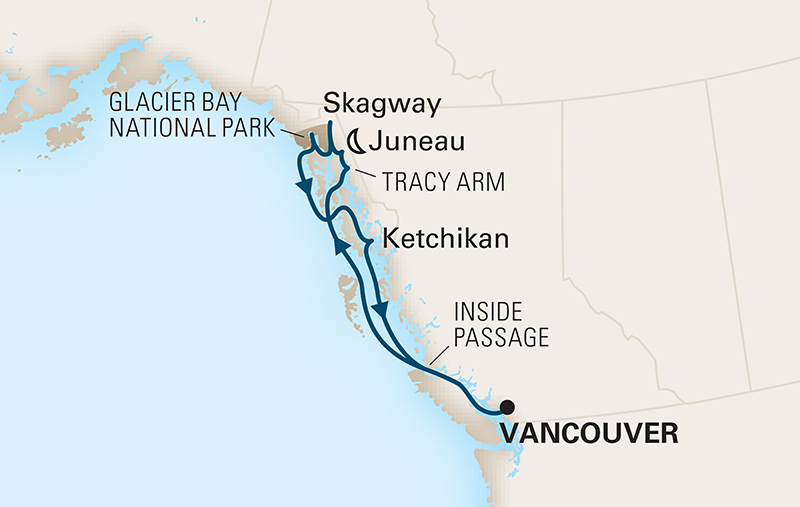 GLACIER BAY
NATIONAL PARK
Skagway
Juneau
TRACY ARM
Ketchikan
INSIDE
PASSAGE
VANCOUVER